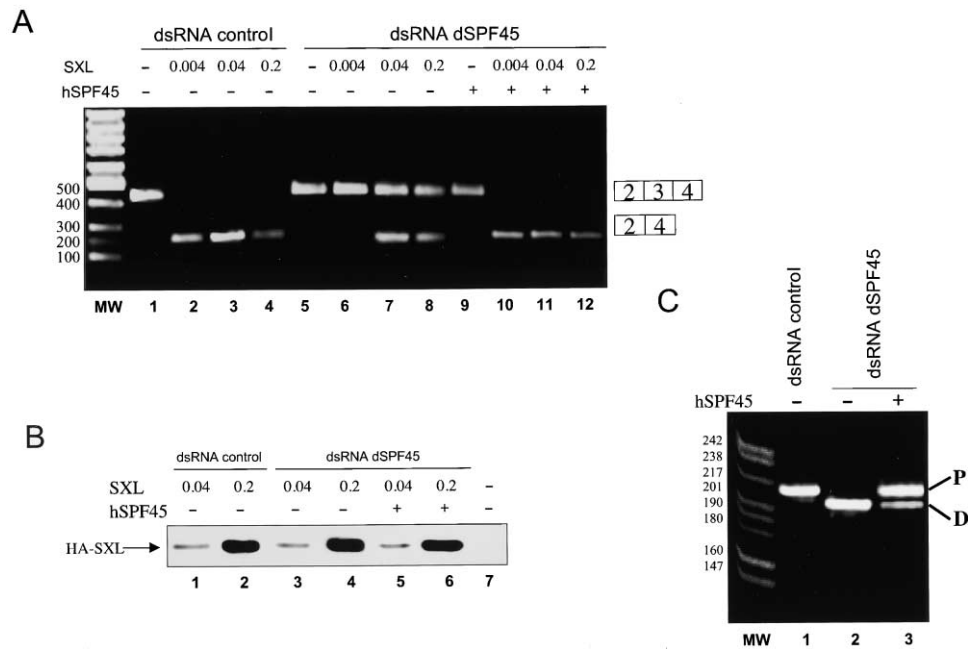 A
dsRNA control dsRNA dSPF45
SXL – 0.004 0.04 0.2 – 0.004 0.04 0.2 – 0.004 0.04 0.2
hSPF45 – – – – – – – – + + + +
500
400
300
200
100
2 3 4
2 4
MW 1 2 3 4 5 6 7 8 9 10 11 12
B
dsRNA control dsRNA dSPF45
SXL 0.04 0.2 0.04 0.2 0.04 0.2 –
hSPF45 – – – – + + –
HA-SXL
1 2 3 4 5 6 7
C
dsRNA control
dsRNA dSPF45
hSPF45 – – +
242
238
217
201
190
180
160
147
P
D
MW 1 2 3